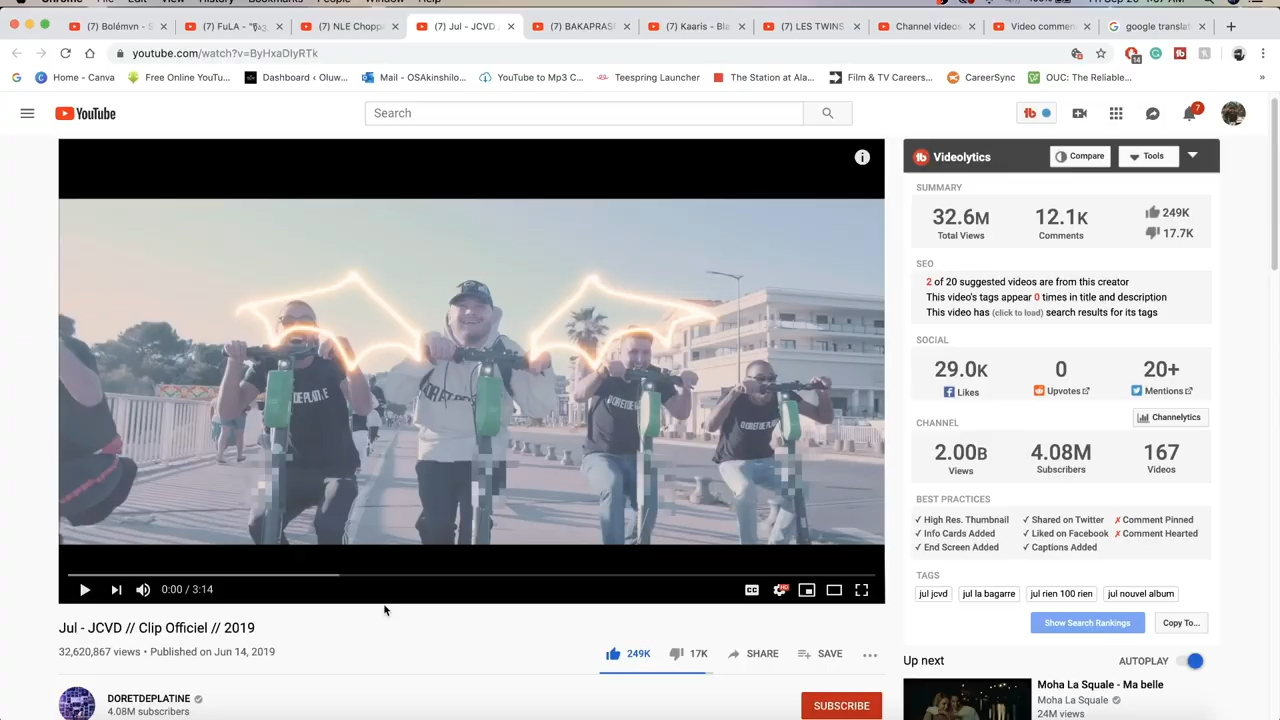 (7) Bolémvn - S
(7) FuLA - "
(7) NLE Choppa
(7) Jul - JCVD /
(7) BAKAPRASE
(7) Kaaris - Bla
(7) LES TWINS
Channel videos
Video commen
google translat
youtube.com/watch?v=ByHxaDIyRTk
14
Home - Canva
Free Online YouTu...
Dashboard ‹ Oluw...
Mail - OSAkinshilo...
YouTube to Mp3 C...
Teespring Launcher
The Station at Ala...
Film & TV Careers...
CareerSync
OUC: The Reliable...
»
YouTube
Search
tb
7
Videolytics
Compare
Tools
SUMMARY
32.6M
Total Views
12.1K
Comments
249K
17.7K
SEO
2 of 20 suggested videos are from this creator
This video's tags appear 0 times in title and description
This video has (click to load) search results for its tags
SOCIAL
29.0K
Likes
0
Upvotes
20+
Mentions
CHANNEL
Channelytics
2.00B
Views
4.08M
Subscribers
167
Videos
BEST PRACTICES
✓ High Res. Thumbnail
✓ Shared on Twitter
✗ Comment Pinned
✓ Info Cards Added
✓ Liked on Facebook
✗ Comment Hearted
✓ End Screen Added
✓ Captions Added
TAGS
jul jcvd
jul la bagarre
jul rien 100 rien
jul nouvel album
Show Search Rankings
Copy To...
0:00 / 3:14
CC
HD
Jul - JCVD // Clip Officiel // 2019
32,620,867 views • Published on Jun 14, 2019
249K
17K
SHARE
SAVE
DORETDEPLATINE
4.08M subscribers
SUBSCRIBE
Up next
AUTOPLAY
Moha La Squale - Ma belle
Moha La Squale
24M views